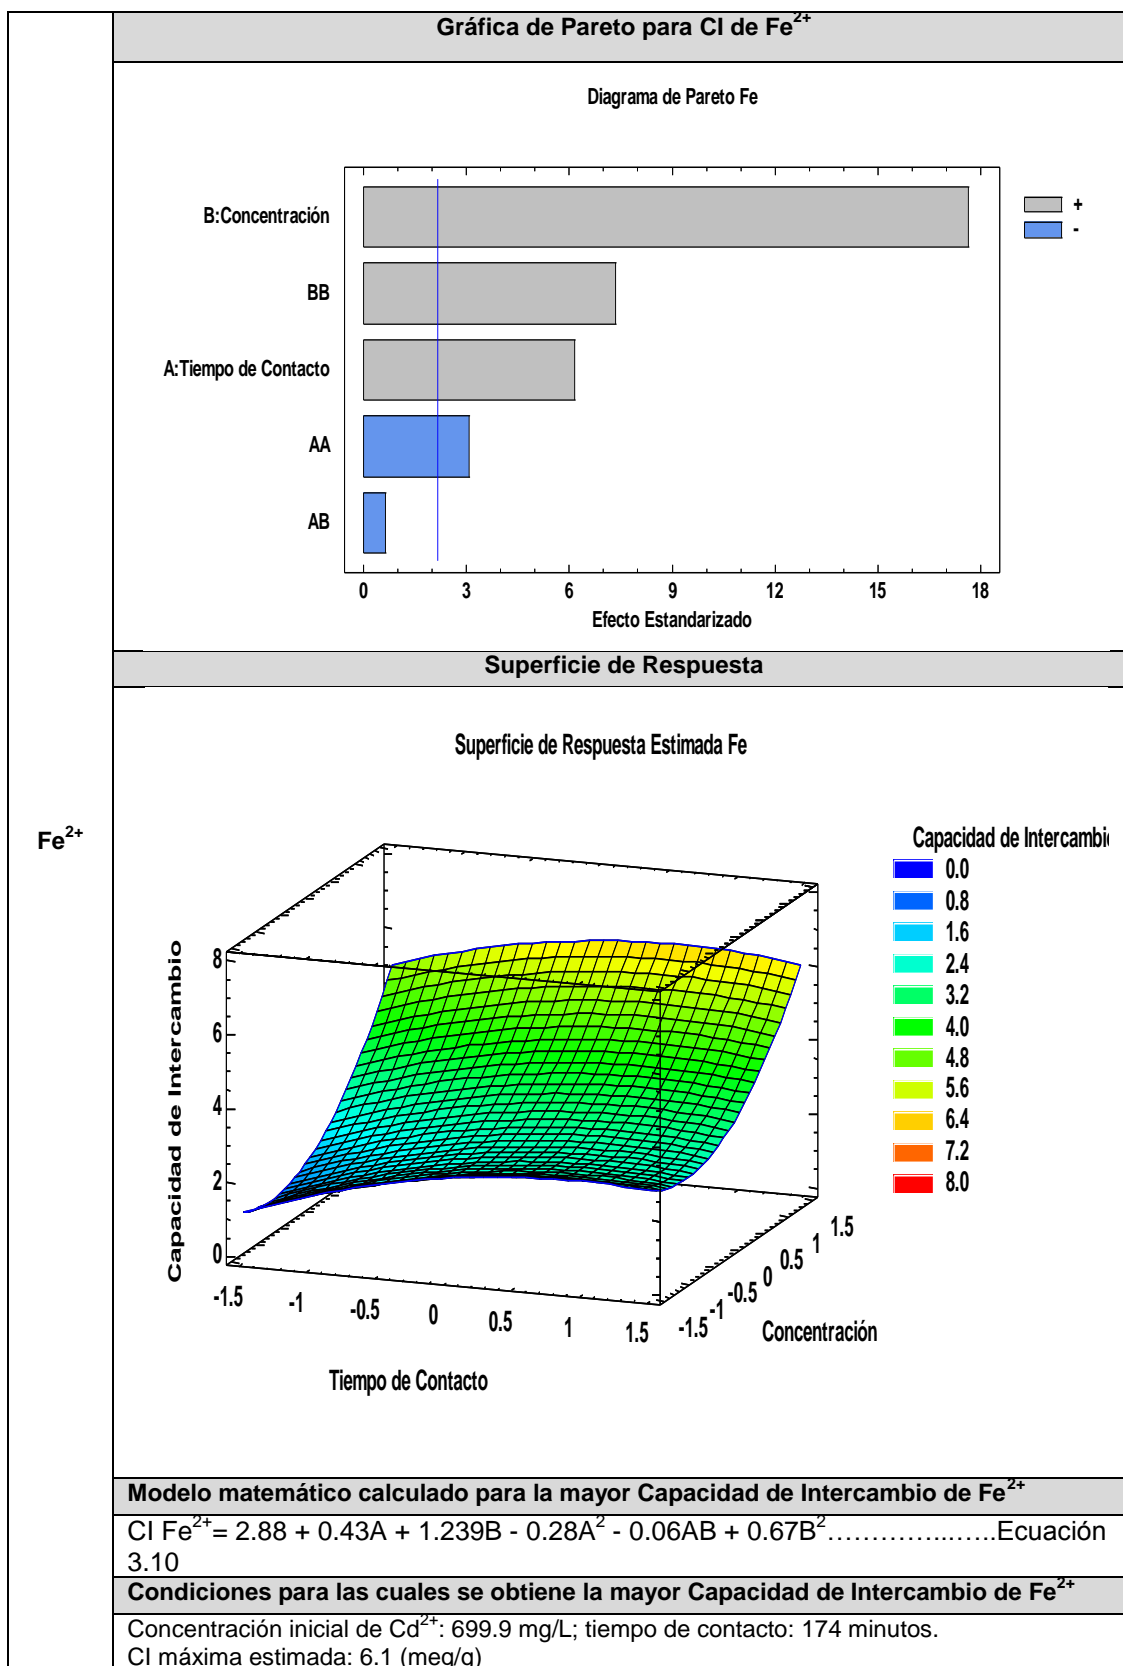 Gráfica de Pareto para CI de Fe2+
Diagrama de Pareto Fe
B:Concentración
BB
A:Tiempo de Contacto
AA
AB
+
-
0 3 6 9 12 15 18
Efecto Estandarizado
Superficie de Respuesta
Superficie de Respuesta Estimada Fe
Fe2+
Capacidad de Intercambio
0.0
0.8
1.6
2.4
3.2
4.0
4.8
5.6
6.4
7.2
8.0
Capacidad de Intercambio
8
6
4
2
0
-1.5 -1 -0.5 0 0.5 1 1.5
Tiempo de Contacto
-1.5 -1 -0.5 0 0.5 1 1.5
Concentración
Modelo matemático calculado para la mayor Capacidad de Intercambio de Fe2+
CI Fe2+= 2.88 + 0.43A + 1.239B - 0.28A2 - 0.06AB + 0.67B2…………...…..Ecuación
3.10
Condiciones para las cuales se obtiene la mayor Capacidad de Intercambio de Fe2+
Concentración inicial de Cd2+: 699.9 mg/L; tiempo de contacto: 174 minutos.
CI máxima estimada: 6.1 (meq/g)